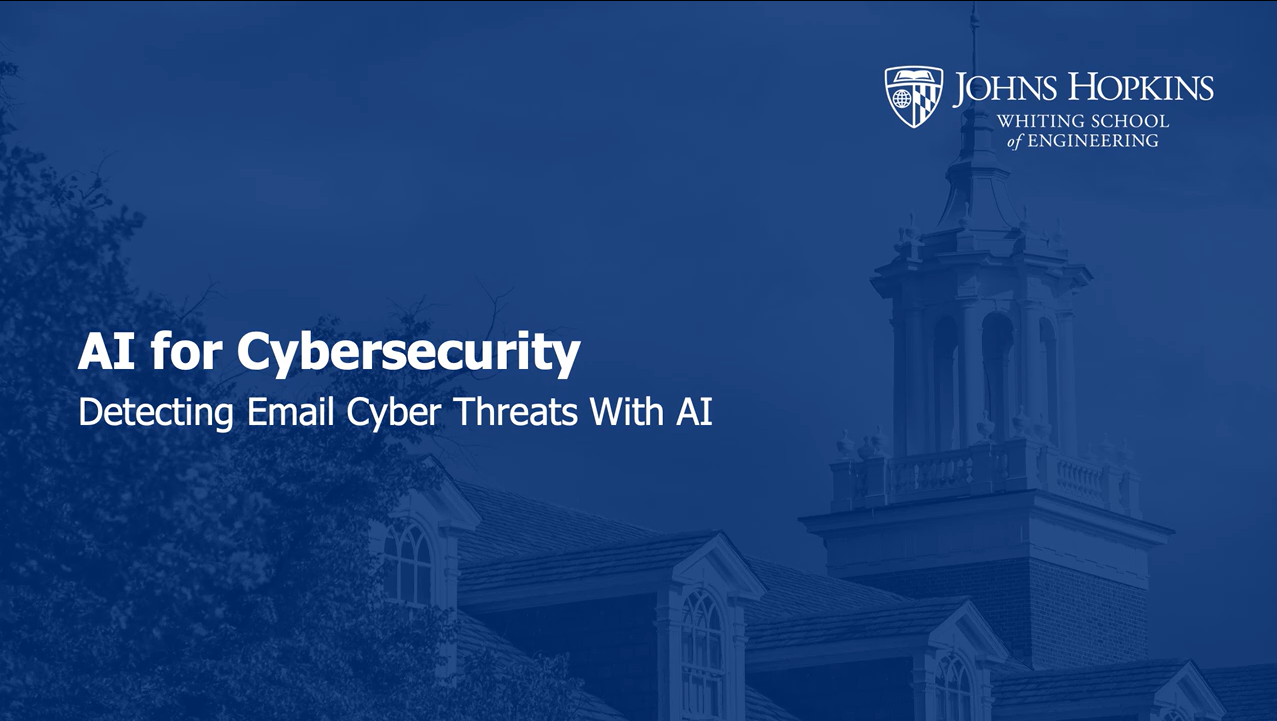 JOHNS HOPKINS
WHITING SCHOOL
of ENGINEERING
AI for Cybersecurity
Detecting Email Cyber Threats With AI